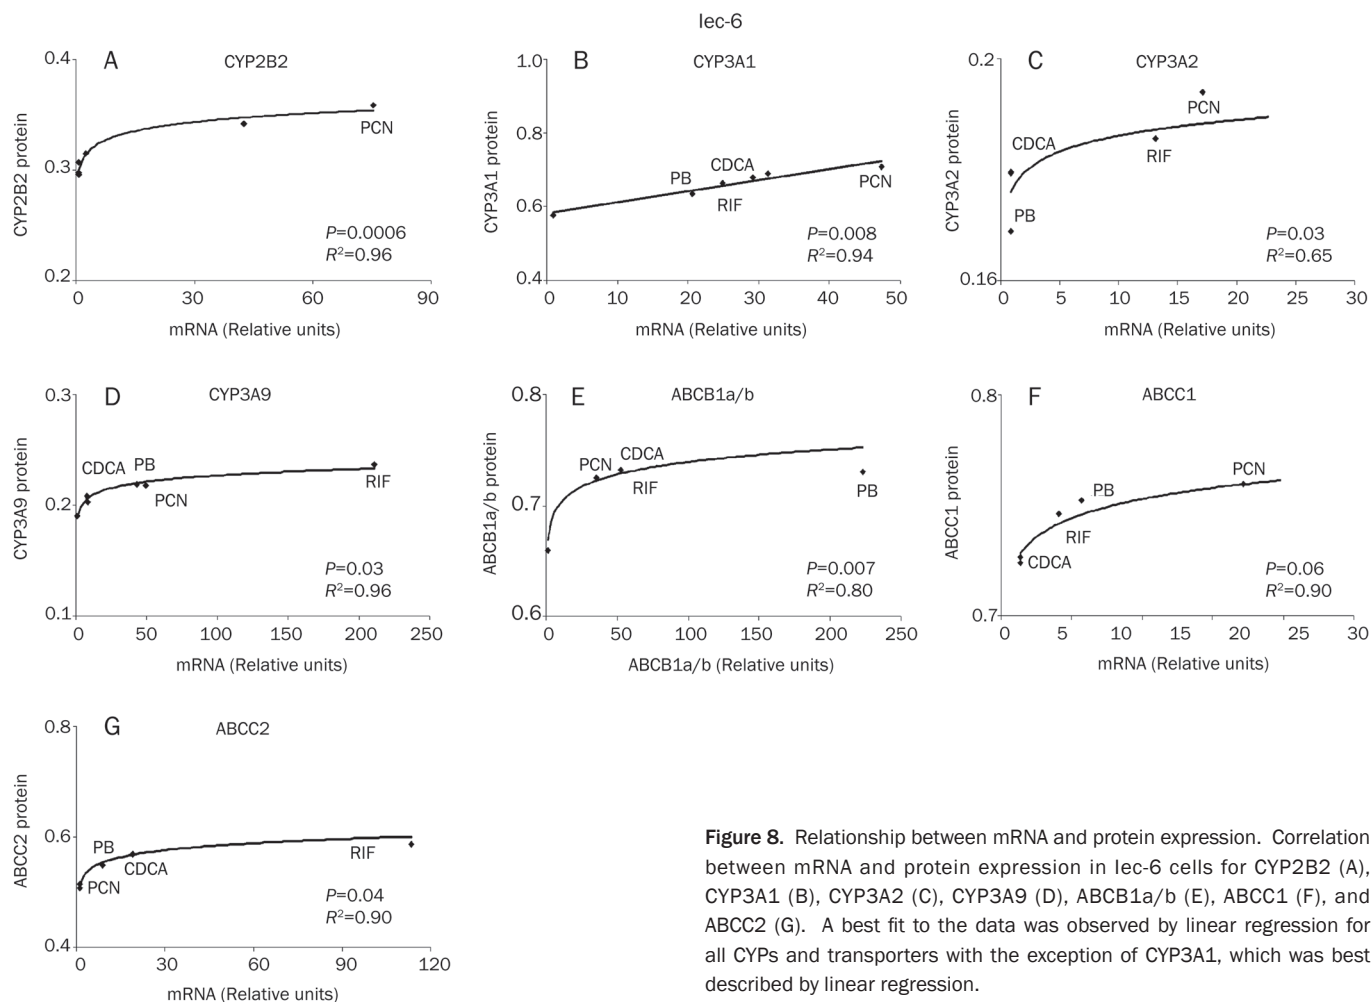 Iec-6
A
CYP2B2
0.4
0.3
0.2
CYP2B2 protein
PCN
P=0.0006
R²=0.96
0 30 60 90
mRNA (Relative units)
B
CYP3A1
1.0
0.8
0.6
0.4
CYP3A1 protein
PB
CDCA
RIF
PCN
P=0.008
R²=0.94
0 10 20 30 40 50
mRNA (Relative units)
C
CYP3A2
0.2
0.16
CYP3A2 protein
CDCA
PB
PCN
RIF
P=0.03
R²=0.65
0 5 10 15 20 25 30
mRNA (Relative units)
D
CYP3A9
0.3
0.2
0.1
CYP3A9 protein
CDCA
PB
PCN
RIF
P=0.03
R²=0.96
0 50 100 150 200 250
mRNA (Relative units)
E
ABCB1a/b
0.8
0.7
0.6
ABCB1a/b protein
PCN
CDCA
RIF
PB
P=0.007
R²=0.80
0 50 100 150 200 250
ABCB1a/b (Relative units)
F
ABCC1
0.8
0.7
ABCC1 protein
PCN
PB
RIF
CDCA
P=0.06
R²=0.90
0 5 10 15 20 25 30
mRNA (Relative units)
G
ABCC2
0.8
0.6
0.4
ABCC2 protein
PB
PCN
CDCA
RIF
P=0.04
R²=0.90
0 30 60 90 120
mRNA (Relative units)
Figure 8. Relationship between mRNA and protein expression. Correlation
between mRNA and protein expression in Iec-6 cells for CYP2B2 (A),
CYP3A1 (B), CYP3A2 (C), CYP3A9 (D), ABCB1a/b (E), ABCC1 (F), and
ABCC2 (G). A best fit to the data was observed by linear regression for
all CYPs and transporters with the exception of CYP3A1, which was best
described by linear regression.